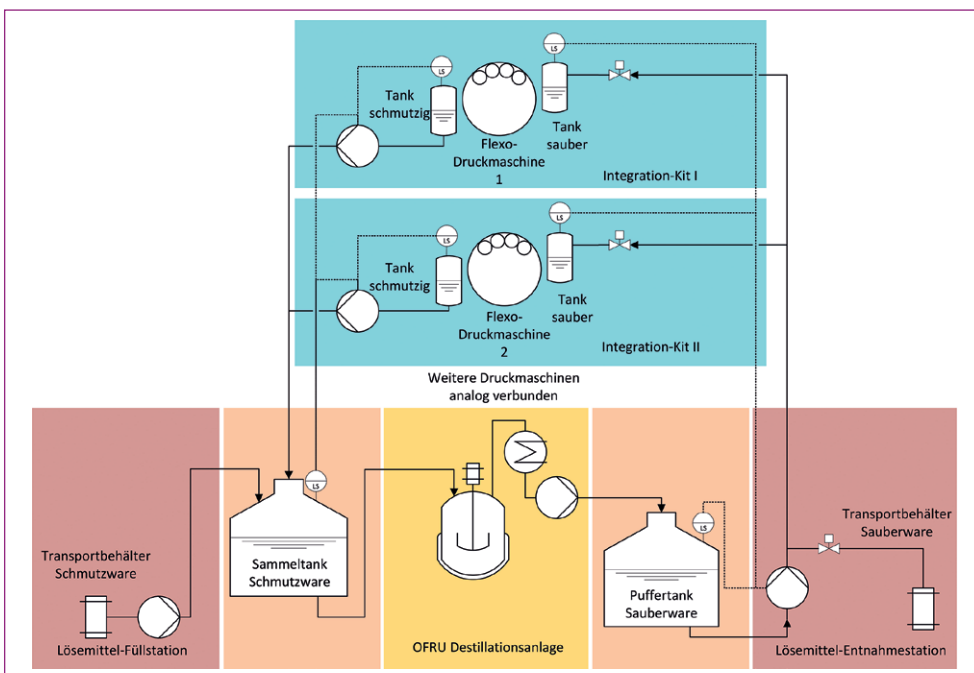 LS
LS
Tank
schmutzig
Tank
sauber
Flexo-
Druckmaschine
1
Integration-Kit I
LS
LS
Tank
schmutzig
Tank
sauber
Flexo-
Druckmaschine
2
Integration-Kit II
Weitere Druckmaschinen
analog verbunden
LS
LS
Transportbehälter
Schmutzware
Sammeltank
Schmutzware
Puffertank
Sauberware
Transportbehälter
Sauberware
Lösemittel-Füllstation
OFRU Destillationsanlage
Lösemittel-Entnahmestation